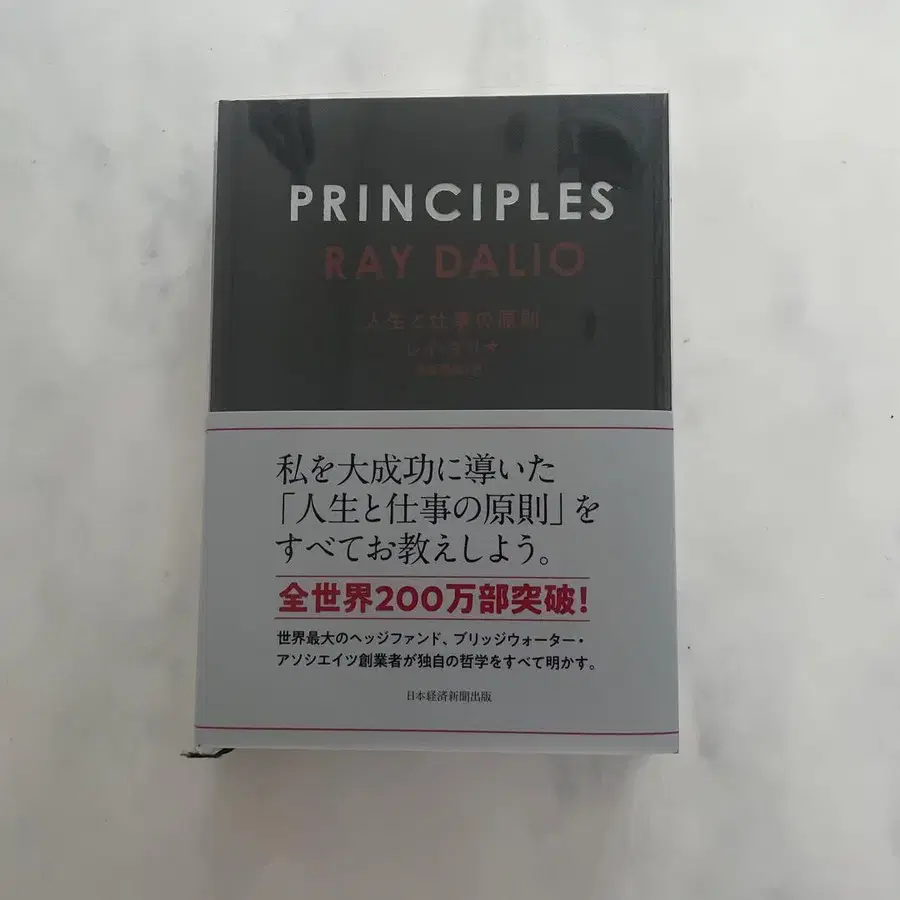 PRINCIPLES
RAY DALIO
人生と仕事の原則
レイ・ダリオ
私を大成功に導いた
「人生と仕事の原則」を
すべてお教えしよう。
全世界200万部突破!
世界最大のヘッジファンド、ブリッジウォーター・
アソシエイツ創業者が独自の哲学をすべて明かす。
日本経済新聞出版